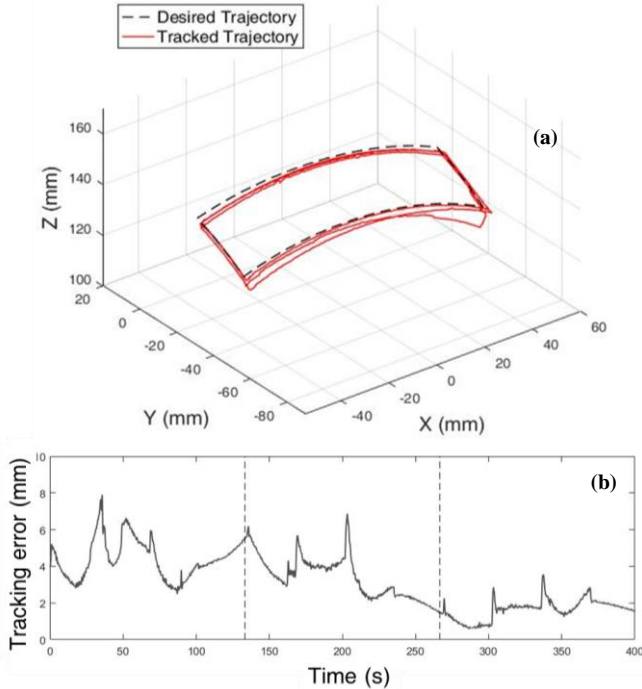 Desired Trajectory
Tracked Trajectory
(a)
160
140
120
100
Z (mm)
20
0
-20
-40
-60
-80
Y (mm)
-40
-20
0
20
40
60
X (mm)
(b)
10
8
6
4
2
0
Tracking error (mm)
0 50 100 150 200 250 300 350 400
Time (s)